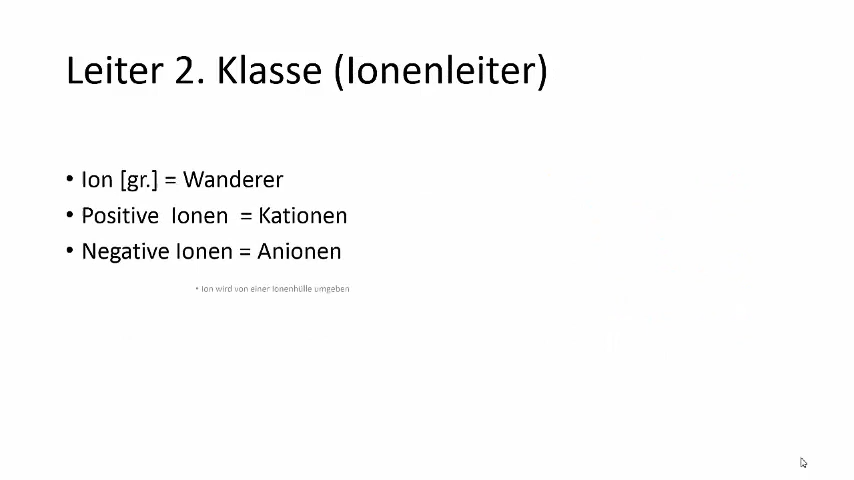 Leiter 2. Klasse (Ionenleiter)
• Ion [gr.] = Wanderer
• Positive Ionen = Kationen
• Negative Ionen = Anionen
• Ion wird von einer Ionenhülle umgeben